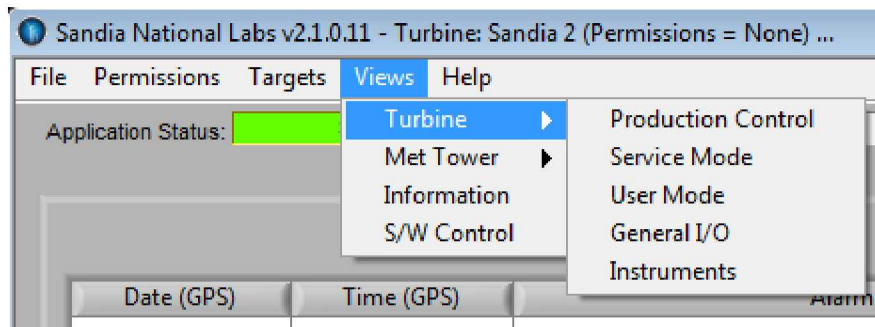 Sandia National Labs v2.1.0.11 - Turbine: Sandia 2 (Permissions = None) ...
File Permissions Targets Views Help
Application Status:
Turbine
Met Tower
Information
S/W Control
Production Control
Service Mode
User Mode
General I/O
Instruments
Date (GPS) Time (GPS) Alarm